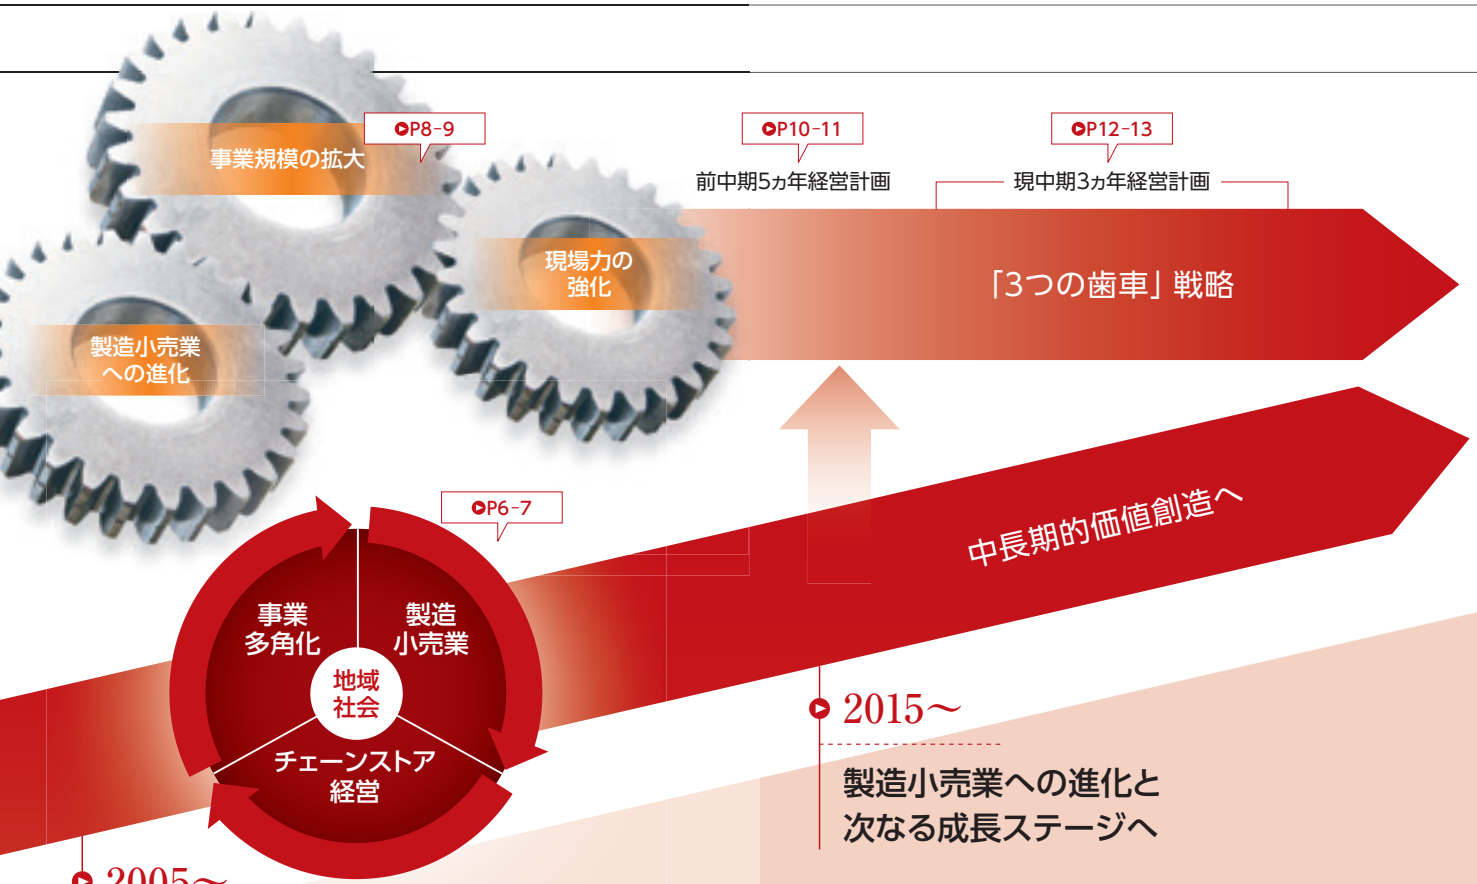 P8-9
P10-11
P12-13
事業規模の拡大
前中期5ヵ年経営計画
現中期3ヵ年経営計画
現場力の
強化
「3つの歯車」戦略
製造小売業
への進化
P6-7
中長期的価値創造へ
事業
多角化
製造
小売業
地域
社会
チェーンストア
経営
2015～
製造小売業への進化と
次なる成長ステージへ
2005～